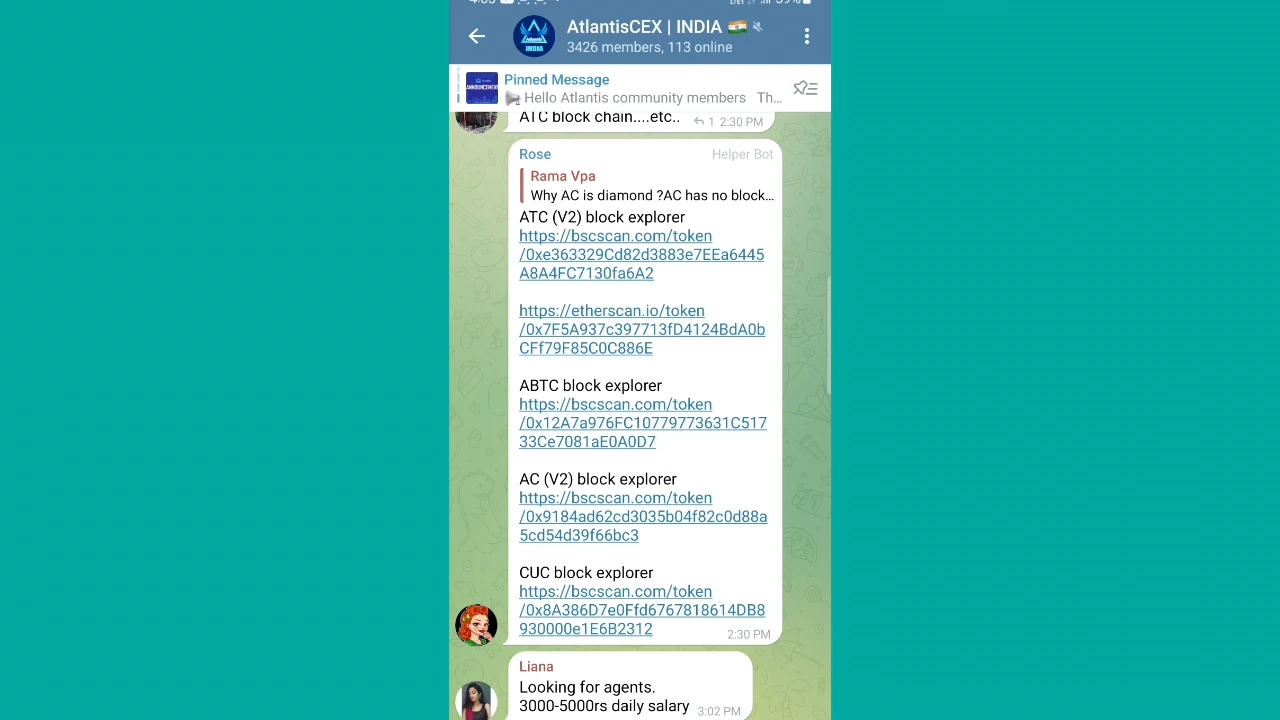 AtlantisCEX | INDIA 🇮🇳
3426 members, 113 online
INDIA
Pinned Message
ANNOUNCEMENT
📢 Hello Atlantis community members Th...
ATC block chain....etc..
1 2:30 PM
Rose
Helper Bot
Rama Vpa
Why AC is diamond ?AC has no block...
ATC (V2) block explorer
https://bscscan.com/token
/0xe363329Cd82d3883e7EEa6445
A8A4FC7130fa6A2
https://etherscan.io/token
/0x7F5A937c397713fD4124BdA0b
CFf79F85C0C886E
ABTC block explorer
https://bscscan.com/token
/0x12A7a976FC10779773631C517
33Ce7081aE0A0D7
AC (V2) block explorer
https://bscscan.com/token
/0x9184ad62cd3035b04f82c0d88a
5cd54d39f66bc3
CUC block explorer
https://bscscan.com/token
/0x8A386D7e0Ffd6767818614DB8
930000e1E6B2312
2:30 PM
Liana
Looking for agents.
3000-5000rs daily salary
3:02 PM